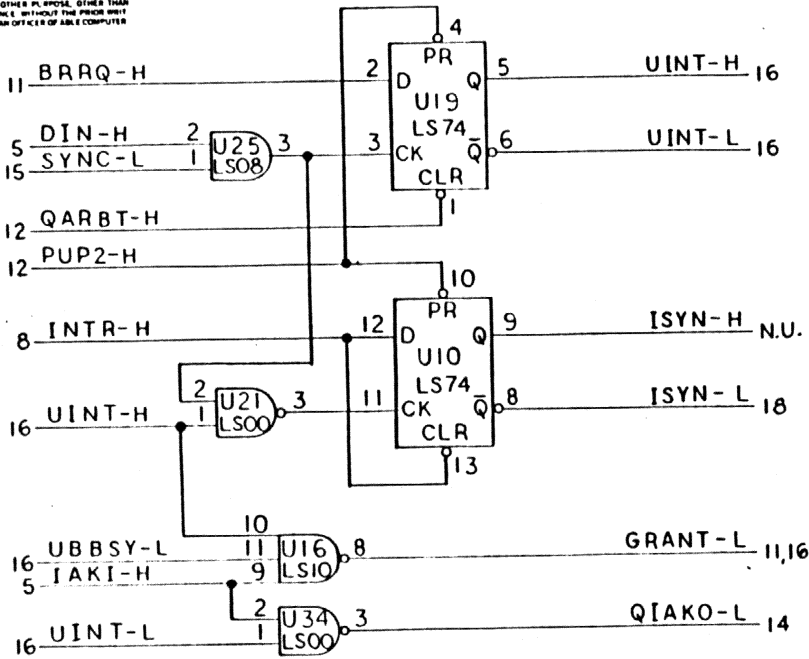 OTHER PURPOSE, OTHER THAN
NCE WITHOUT THE PRIOR WRIT
AN OFFICER OF ABLE COMPUTER
4
PR
11 BRRQ-H 2 D Q 5 UINT-H 16
U19
LS74
5 DIN-H 2 U25 3 3 CK Q̅ 6 UINT-L 16
15 SYNC-L 1 LS08
CLR
1
12 QARBT-H
12 PUP2-H
10
PR
8 INTR-H 12 D Q 9 ISYN-H N.U.
U10
LS74
2 U21 3 11 CK Q̅ 8 ISYN-L 18
16 UINT-H 1 LS00
CLR
13
10
16 UBBSY-L 11 U16 8 GRANT-L 11,16
5 IAKI-H 9 LS10
2 U34 3 QIAKO-L 14
16 UINT-L 1 LS00